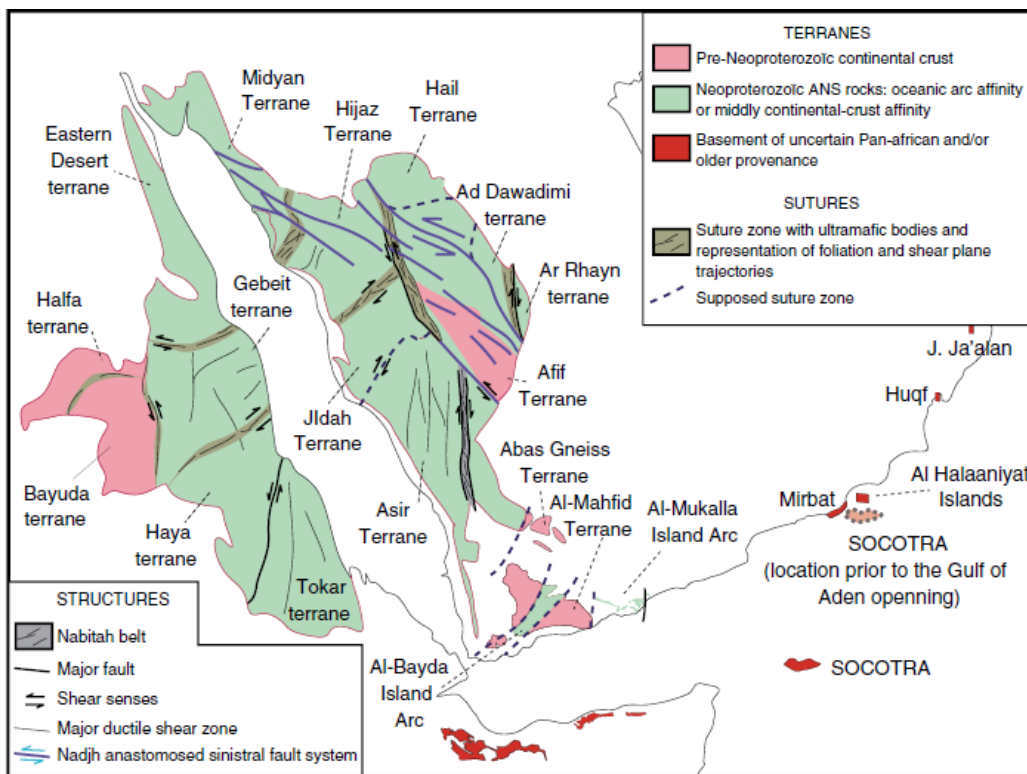 TERRANES
Pre-Neoproterozoïc continental crust
Neoproterozoïc ANS rocks: oceanic arc affinity
or middly continental-crust affinity
Basement of uncertain Pan-african and/or
older provenance
SUTURES
Suture zone with ultramafic bodies and
representation of foliation and shear plane
trajectories
Supposed suture zone
Midyan
Terrane
Hijaz
Terrane
Hail
Terrane
Eastern
Desert
terrane
Ad Dawadimi
terrane
Ar Rhayn
terrane
Gebeit
terrane
Halfa
terrane
Afif
Terrane
JIdah
Terrane
Bayuda
terrane
Haya
terrane
Asir
Terrane
Tokar
terrane
Abas Gneiss
Terrane
Al-Mahfid
Terrane
Al-Mukalla
Island Arc
Al-Bayda
Island
Arc
J. Ja'alan
Huqf
Mirbat
Al Halaaniyat
Islands
SOCOTRA
(location prior to the Gulf of
Aden openning)
SOCOTRA
STRUCTURES
Nabitah belt
Major fault
Shear senses
Major ductile shear zone
Nadjh anastomosed sinistral fault system